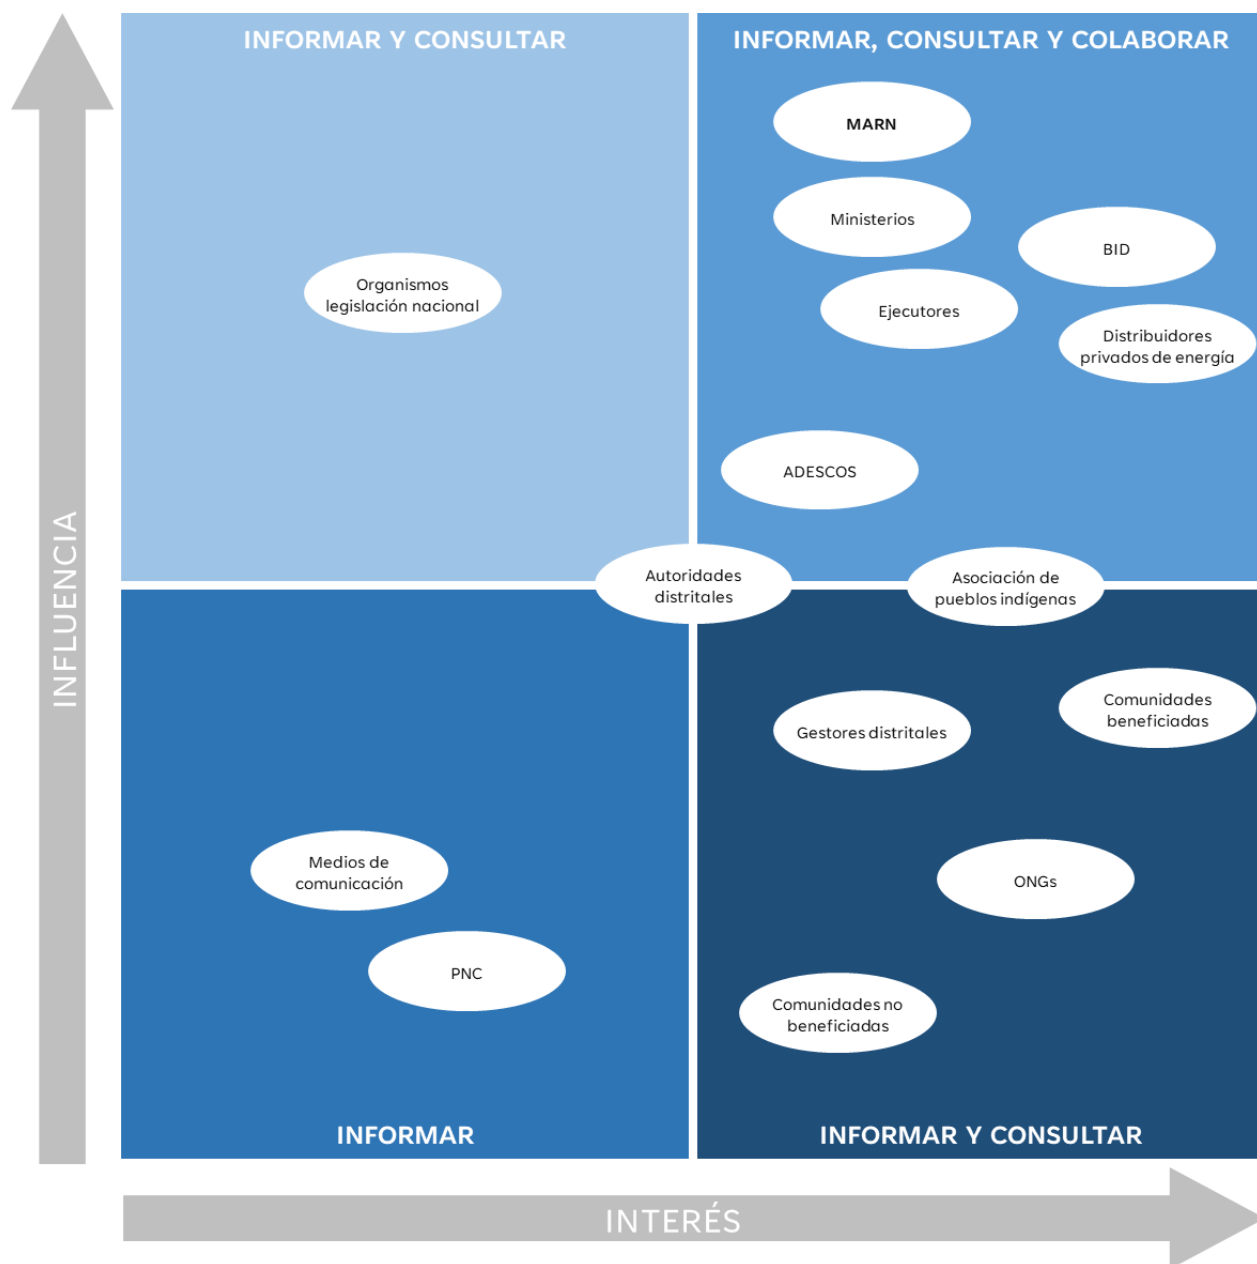 INFORMAR Y CONSULTAR
INFORMAR, CONSULTAR Y COLABORAR
MARN
Ministerios
BID
Organismos
legislación nacional
Ejecutores
Distribuidores
privados de energía
ADESCOS
INFLUENCIA
Autoridades
distritales
Asociación de
pueblos indígenas
Comunidades
beneficiadas
Gestores distritales
Medios de
comunicación
ONGs
PNC
Comunidades no
beneficiadas
INFORMAR
INFORMAR Y CONSULTAR
INTERÉS